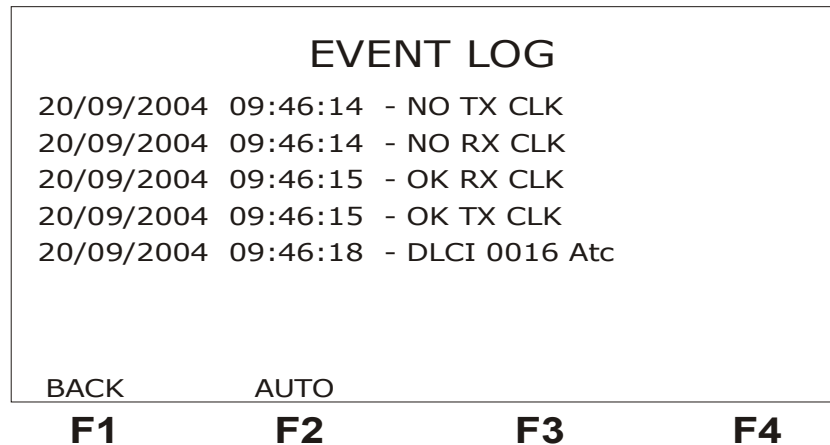 EVENT LOG
20/09/2004 09:46:14 - NO TX CLK
20/09/2004 09:46:14 - NO RX CLK
20/09/2004 09:46:15 - OK RX CLK
20/09/2004 09:46:15 - OK TX CLK
20/09/2004 09:46:18 - DLCI 0016 Atc
BACK AUTO
F1 F2 F3 F4